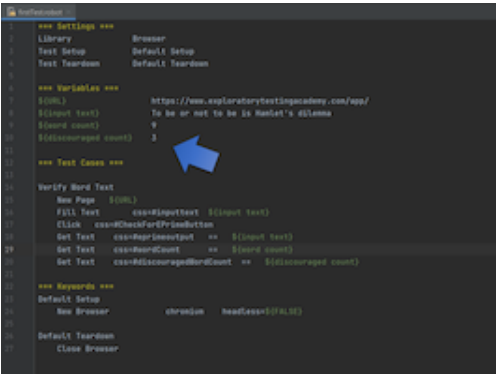 firstTest.robot
*** Settings ***
Library Browser
Test Setup Default Setup
Test Teardown Default Teardown
*** Variables ***
${URL} https://www.exploratorytestingacademy.com/app/
${input text} To be or not to be is Hamlet's dilemma
${word count} 9
${discouraged count} 3
*** Test Cases ***
Verify Word Text
New Page ${URL}
Fill Text css=#inputtext ${input text}
Click css=#CheckForEPrimeButton
Get Text css=#eprimeoutput == ${input text}
19 Get Text css=#wordCount == ${word count}
Get Text css=#discouragedWordCount == ${discouraged count}
*** Keywords ***
Default Setup
New Browser chromium headless=${FALSE}
Default Teardown
Close Browser